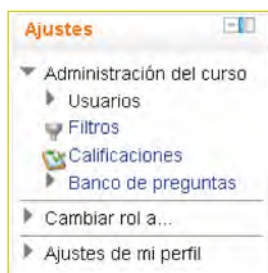 Ajustes
Administración del curso
Usuarios
Filtros
Calificaciones
Banco de preguntas
Cambiar rol a...
Ajustes de mi perfil